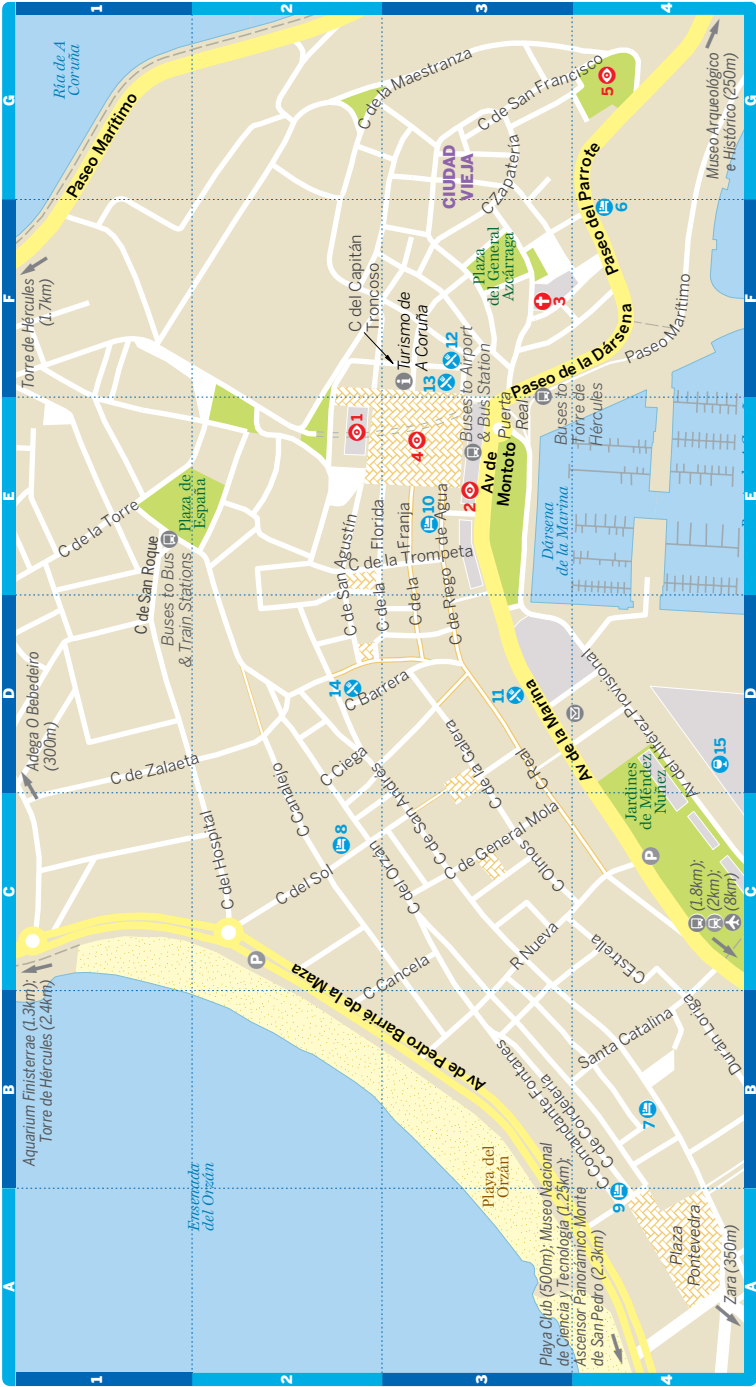 A
B
C
D
E
F
G
1
2
3
4
Aquarium Finisterrae (1.3km);
Torre de Hércules (2.4km)
Adega O Bebedeiro
(300m)
Torre de Hércules
(1.7km)
Ría de A
Coruña
Paseo Marítimo
C de la Torre
C de San Roque
Plaza de
España
Buses to Bus
& Train Stations
C de Zalaeta
C del Hospital
P
Ensenada
del Orzán
Av de Pedro Barrié de la Maza
C Canalejo
C del Sol
8
C Ciega
C del Orzán
C de San Andrés
C Cancela
14
C Barrera
C de San Agustín
C de la Florida
C de la Franja
C de Riego de Agua
C de la Trompeta
10
1
4
2
C de la Maestranza
C del Capitán
Troncoso
i
Turismo de
A Coruña
13
12
CIUDAD
VIEJA
C de San Francisco
C Zapatería
5
Plaza
del General
Azcárraga
3
Buses to Airport
& Bus Station
Av de
Montoto
Puerta
Real
Paseo de la Dársena
Buses to
Torre de
Hércules
Paseo del Parrote
6
Paseo Marítimo
Museo Arqueológico
e Histórico (250m)
Dársena
de la Marina
C de la Galera
C Real
11
Av de la Marina
C de General Mola
C Olmos
R Nueva
C Estrella
Playa del
Orzán
C Comandante Fontanes
C de Cordelería
Santa Catalina
Durán Loriga
7
9
Plaza
Pontevedra
Zara (350m)
Playa Club (500m); Museo Nacional
de Ciencia y Tecnología (1.25km);
Ascensor Panorámico Monte
de San Pedro (2.3km)
Jardines
de Méndez
Nuñez
P
Av del Alférez Provisional
15
(1.8km);
(2km);
(8km)
A
B
C
D
E
F
G
1
2
3
4